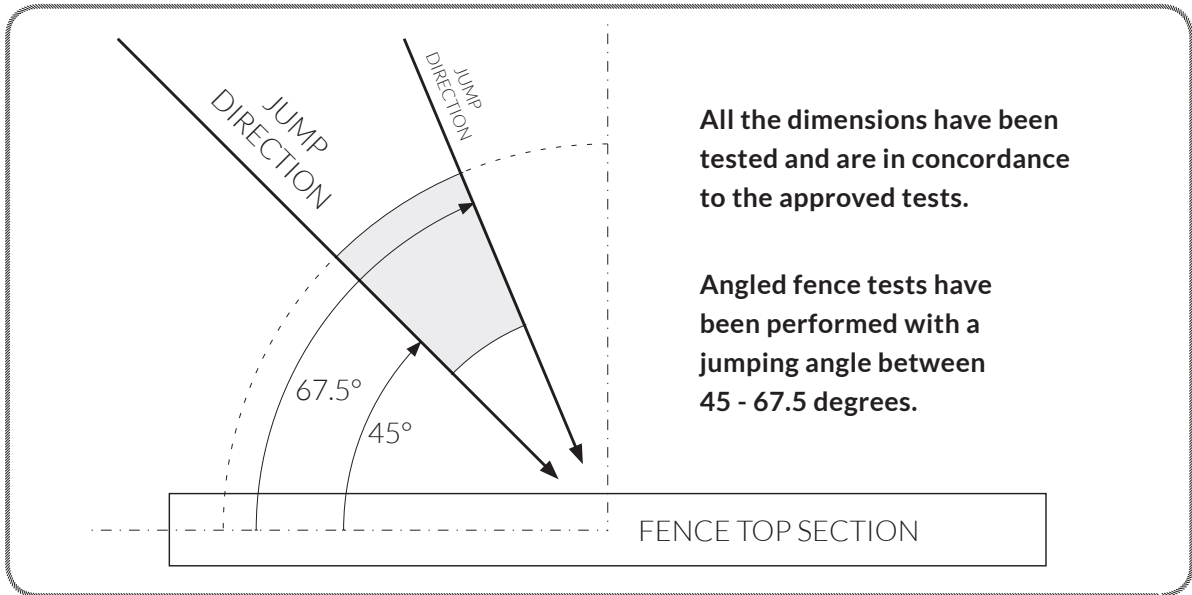 JUMP
DIRECTION
JUMP
DIRECTION
All the dimensions have been
tested and are in concordance
to the approved tests.
Angled fence tests have
been performed with a
jumping angle between
45 - 67.5 degrees.
67.5°
45°
FENCE TOP SECTION